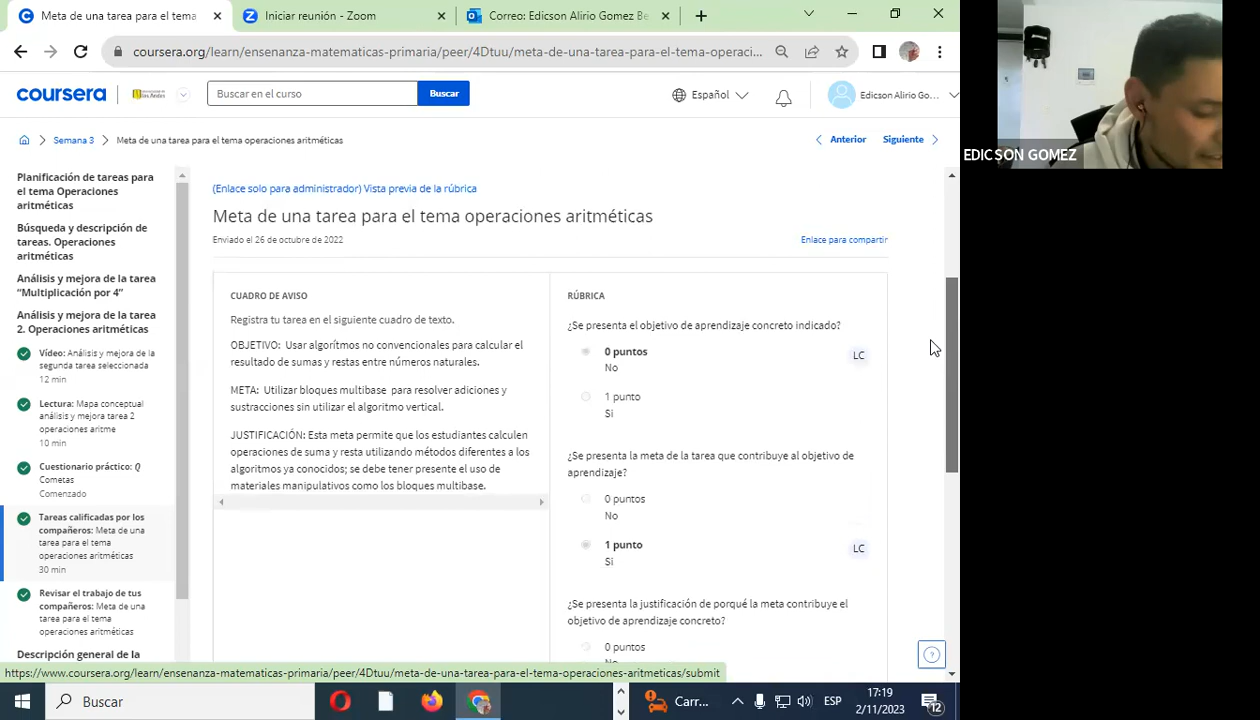 Meta de una tarea para el tema
Iniciar reunión - Zoom
Correo: Edicson Alirio Gomez Be
coursera.org/learn/ensenanza-matematicas-primaria/peer/4Dtuu/meta-de-una-tarea-para-el-tema-operaci...
coursera
Buscar en el curso
Buscar
Español
Edicson Alirio Go...
EDICSON GOMEZ
Semana 3
Meta de una tarea para el tema operaciones aritméticas
Anterior
Siguiente
Planificación de tareas para
el tema Operaciones
aritméticas
Búsqueda y descripción de
tareas. Operaciones
aritméticas
Análisis y mejora de la tarea
“Multiplicación por 4”
Análisis y mejora de la tarea
2. Operaciones aritméticas
Vídeo: Análisis y mejora de la
segunda tarea seleccionada
12 min
Lectura: Mapa conceptual
análisis y mejora tarea 2
operaciones aritme
10 min
Cuestionario práctico: Q
Cometas
Comenzado
Tareas calificadas por los
compañeros: Meta de una
tarea para el tema
operaciones aritméticas
30 min
Revisar el trabajo de tus
compañeros: Meta de una
tarea para el tema
operaciones aritméticas
Descripción general de la
(Enlace solo para administrador) Vista previa de la rúbrica
Meta de una tarea para el tema operaciones aritméticas
Enviado el 26 de octubre de 2022
Enlace para compartir
CUADRO DE AVISO
Registra tu tarea en el siguiente cuadro de texto.
OBJETIVO: Usar algorítmos no convencionales para calcular el
resultado de sumas y restas entre números naturales.
META: Utilizar bloques multibase para resolver adiciones y
sustracciones sin utilizar el algoritmo vertical.
JUSTIFICACIÓN: Esta meta permite que los estudiantes calculen
operaciones de suma y resta utilizando métodos diferentes a los
algoritmos ya conocidos; se debe tener presente el uso de
materiales manipulativos como los bloques multibase.
RÚBRICA
¿Se presenta el objetivo de aprendizaje concreto indicado?
0 puntos
No
LC
1 punto
Si
¿Se presenta la meta de la tarea que contribuye al objetivo de
aprendizaje?
0 puntos
No
1 punto
Si
LC
¿Se presenta la justificación de porqué la meta contribuye el
objetivo de aprendizaje concreto?
0 puntos
No
https://www.coursera.org/learn/ensenanza-matematicas-primaria/peer/4Dtuu/meta-de-una-tarea-para-el-tema-operaciones-aritmeticas/submit
Buscar
Carr...
ESP
17:19
2/11/2023
12